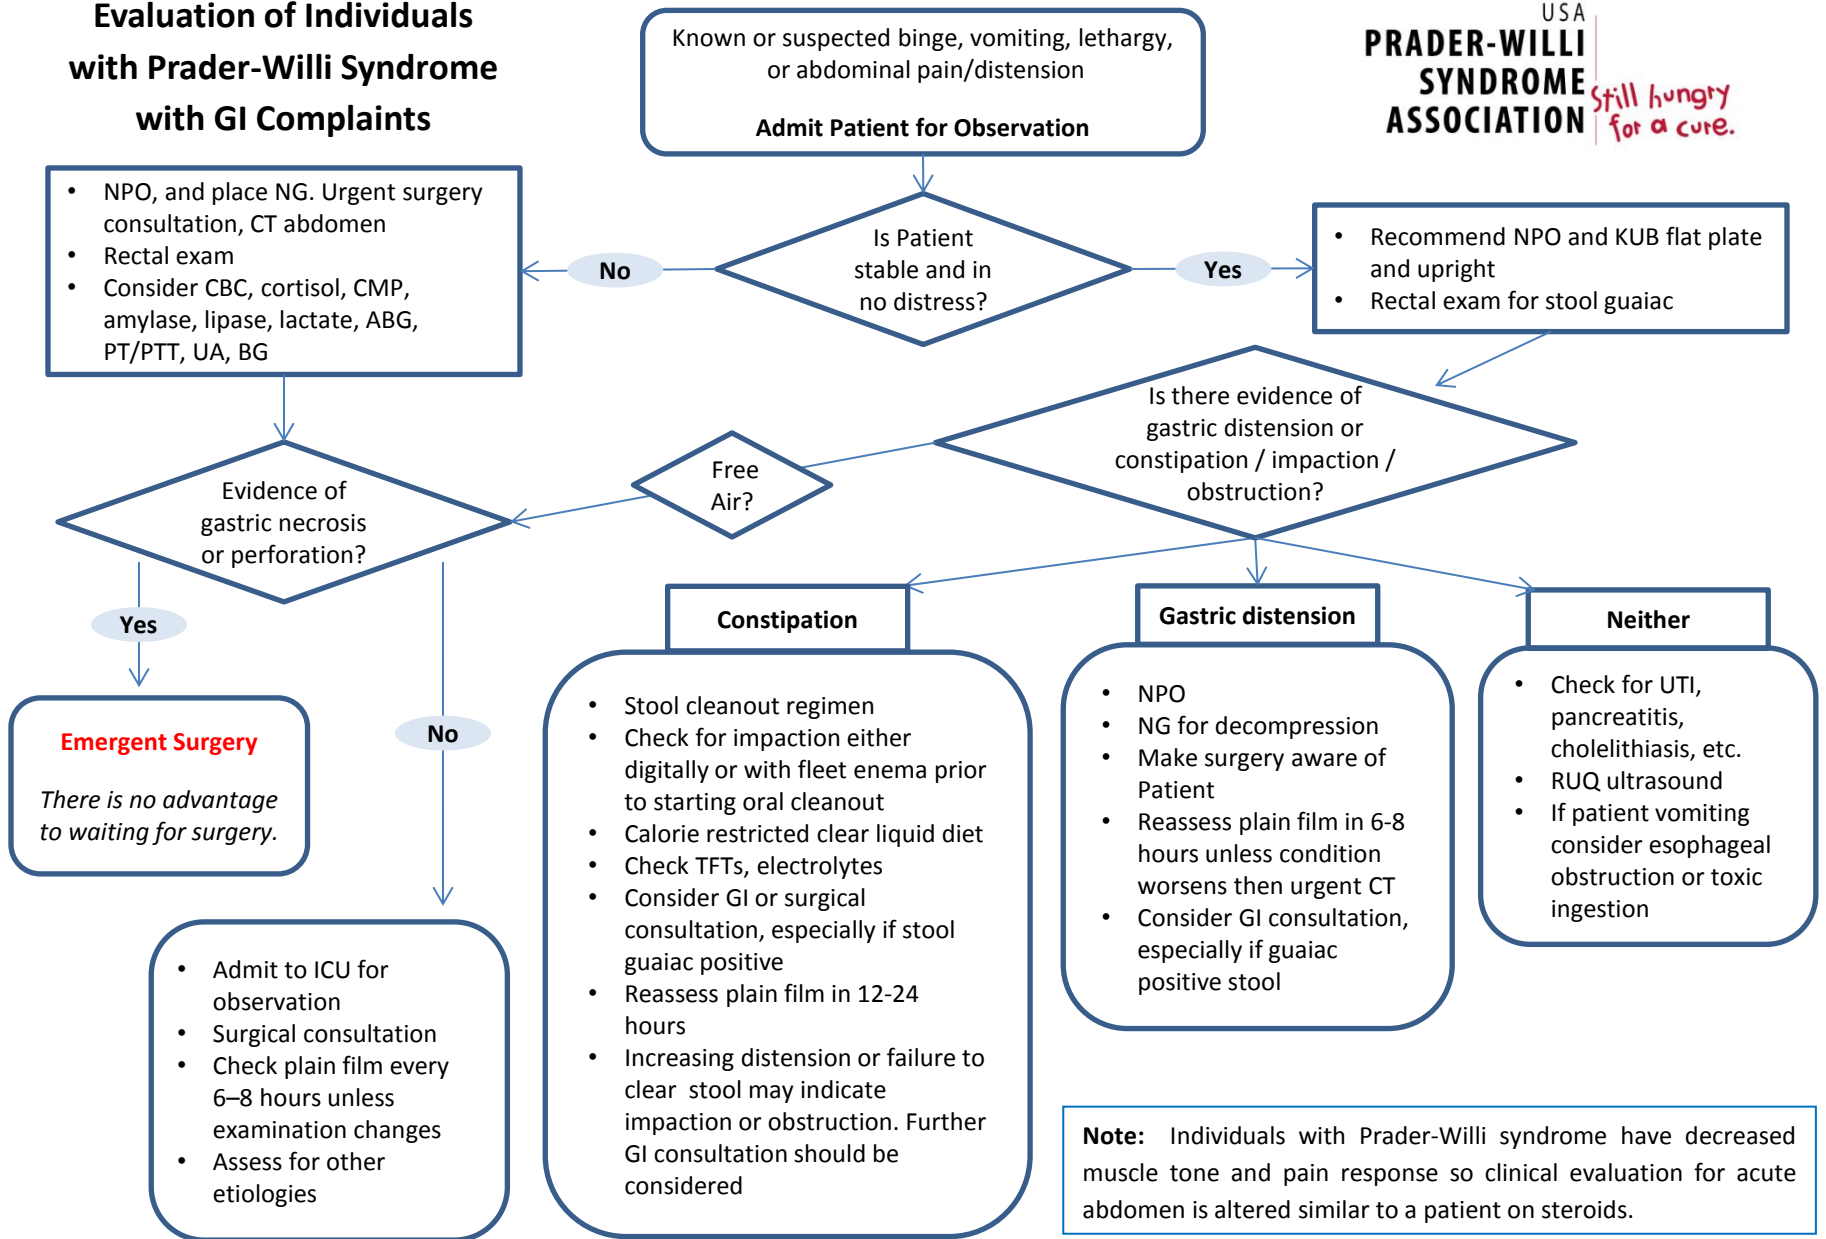 Evaluation of Individuals
with Prader-Willi Syndrome
with GI Complaints
Known or suspected binge, vomiting, lethargy,
or abdominal pain/distension
Admit Patient for Observation
USA
PRADER-WILLI
SYNDROME
ASSOCIATION
Still hungry
for a cure.
• NPO, and place NG. Urgent surgery
consultation, CT abdomen
• Rectal exam
• Consider CBC, cortisol, CMP,
amylase, lipase, lactate, ABG,
PT/PTT, UA, BG
No
Is Patient
stable and in
no distress?
Yes
• Recommend NPO and KUB flat plate
and upright
• Rectal exam for stool guaiac
Is there evidence of
gastric distension or
constipation / impaction /
obstruction?
Free
Air?
Evidence of
gastric necrosis
or perforation?
Yes
Emergent Surgery
There is no advantage
to waiting for surgery.
No
• Admit to ICU for
observation
• Surgical consultation
• Check plain film every
6–8 hours unless
examination changes
• Assess for other
etiologies
Constipation
• Stool cleanout regimen
• Check for impaction either
digitally or with fleet enema prior
to starting oral cleanout
• Calorie restricted clear liquid diet
• Check TFTs, electrolytes
• Consider GI or surgical
consultation, especially if stool
guaiac positive
• Reassess plain film in 12-24
hours
• Increasing distension or failure to
clear stool may indicate
impaction or obstruction. Further
GI consultation should be
considered
Gastric distension
• NPO
• NG for decompression
• Make surgery aware of
Patient
• Reassess plain film in 6-8
hours unless condition
worsens then urgent CT
• Consider GI consultation,
especially if guaiac
positive stool
Neither
• Check for UTI,
pancreatitis,
cholelithiasis, etc.
• RUQ ultrasound
• If patient vomiting
consider esophageal
obstruction or toxic
ingestion
Note: Individuals with Prader-Willi syndrome have decreased
muscle tone and pain response so clinical evaluation for acute
abdomen is altered similar to a patient on steroids.